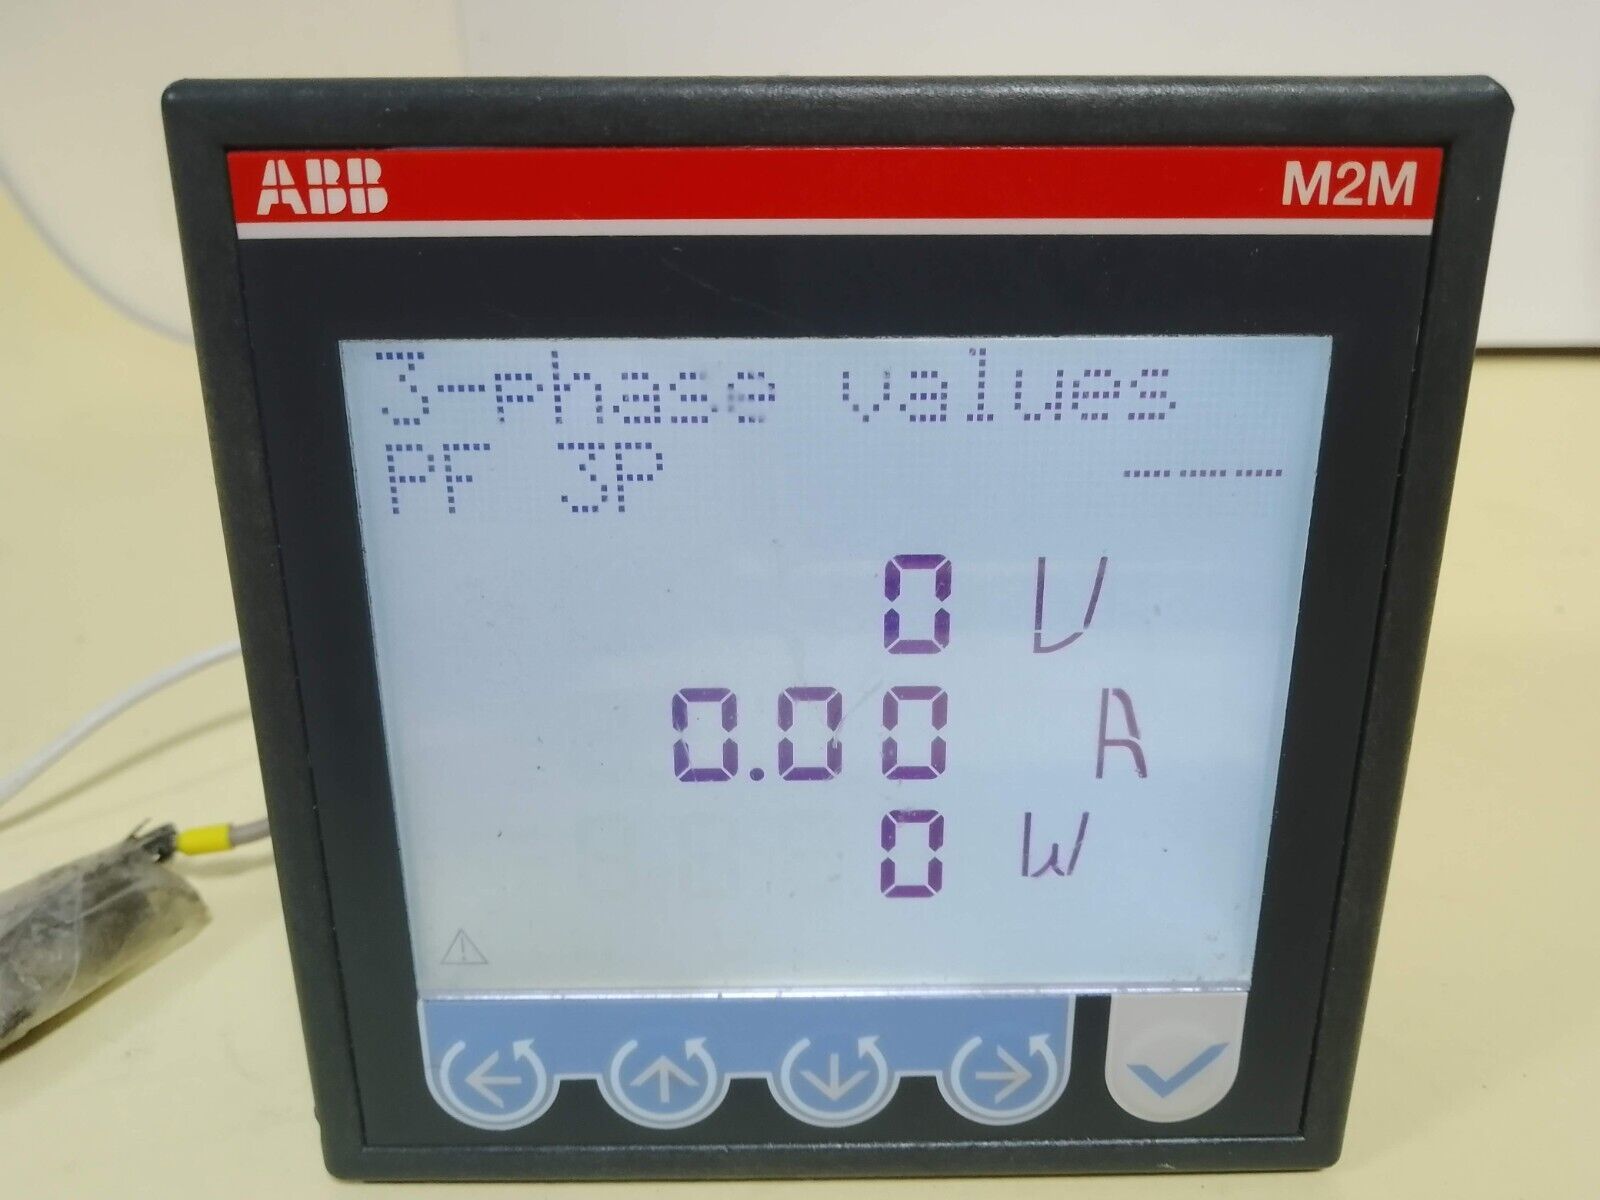 ABB M2M
3-phase values
PF 3P ---
0 V
0.00 A
0 W